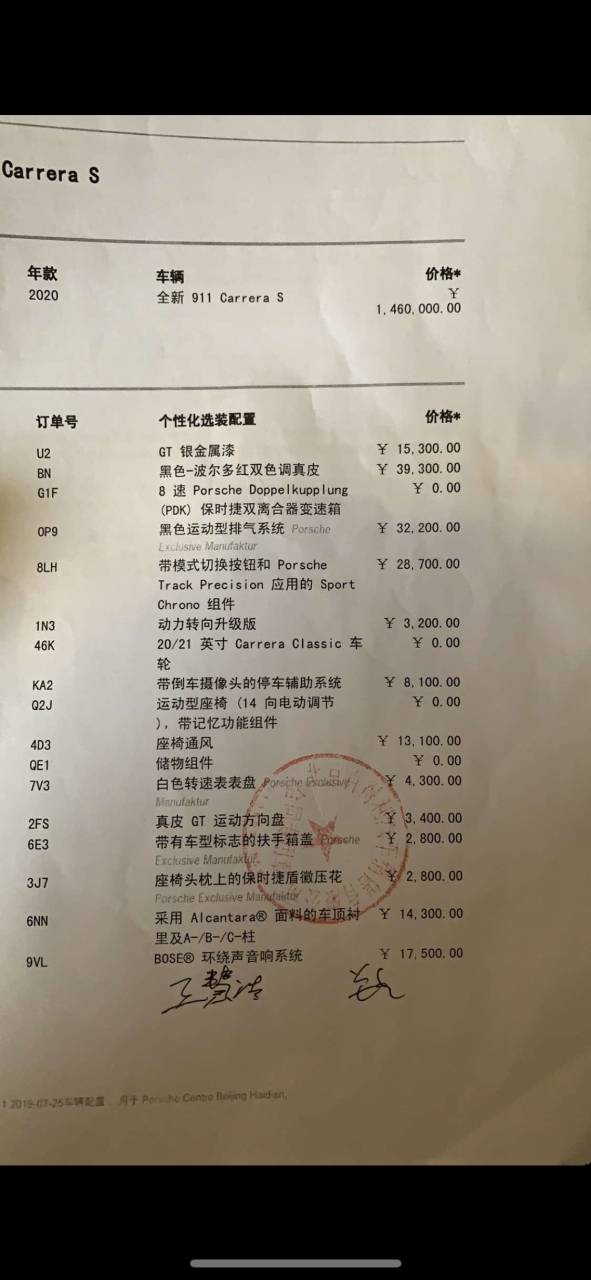 Carrera S
年款 车辆 价格*
2020 全新 911 Carrera S ¥
1,460,000.00
订单号 个性化选装配置 价格*
U2 GT 银金属漆 ¥ 15,300.00
BN 黑色-波尔多红双色调真皮 ¥ 39,300.00
G1F 8 速 Porsche Doppelkupplung ¥ 0.00
(PDK) 保时捷双离合器变速箱
0P9 黑色运动型排气系统 Porsche ¥ 32,200.00
Exclusive Manufaktur
8LH 带模式切换按钮和 Porsche ¥ 28,700.00
Track Precision 应用的 Sport
Chrono 组件
1N3 动力转向升级版 ¥ 3,200.00
46K 20/21 英寸 Carrera Classic 车 ¥ 0.00
轮
KA2 带倒车摄像头的停车辅助系统 ¥ 8,100.00
Q2J 运动型座椅 (14 向电动调节 ¥ 0.00
), 带记忆功能组件
4D3 座椅通风 ¥ 13,100.00
QE1 储物组件 ¥ 0.00
7V3 白色转速表表盘 Porsche Exclusive ¥ 4,300.00
Manufaktur
2FS 真皮 GT 运动方向盘 ¥ 3,400.00
6E3 带有车型标志的扶手箱盖 Porsche ¥ 2,800.00
Exclusive Manufaktur
3J7 座椅头枕上的保时捷盾徽压花 ¥ 2,800.00
Porsche Exclusive Manufaktur
6NN 采用 Alcantara® 面料的车顶衬 ¥ 14,300.00
里及A-/B-/C-柱
9VL BOSE® 环绕声音响系统 ¥ 17,500.00
1 2019-07-25车辆配置 用于 Porsche Centre Beijing Haidian.